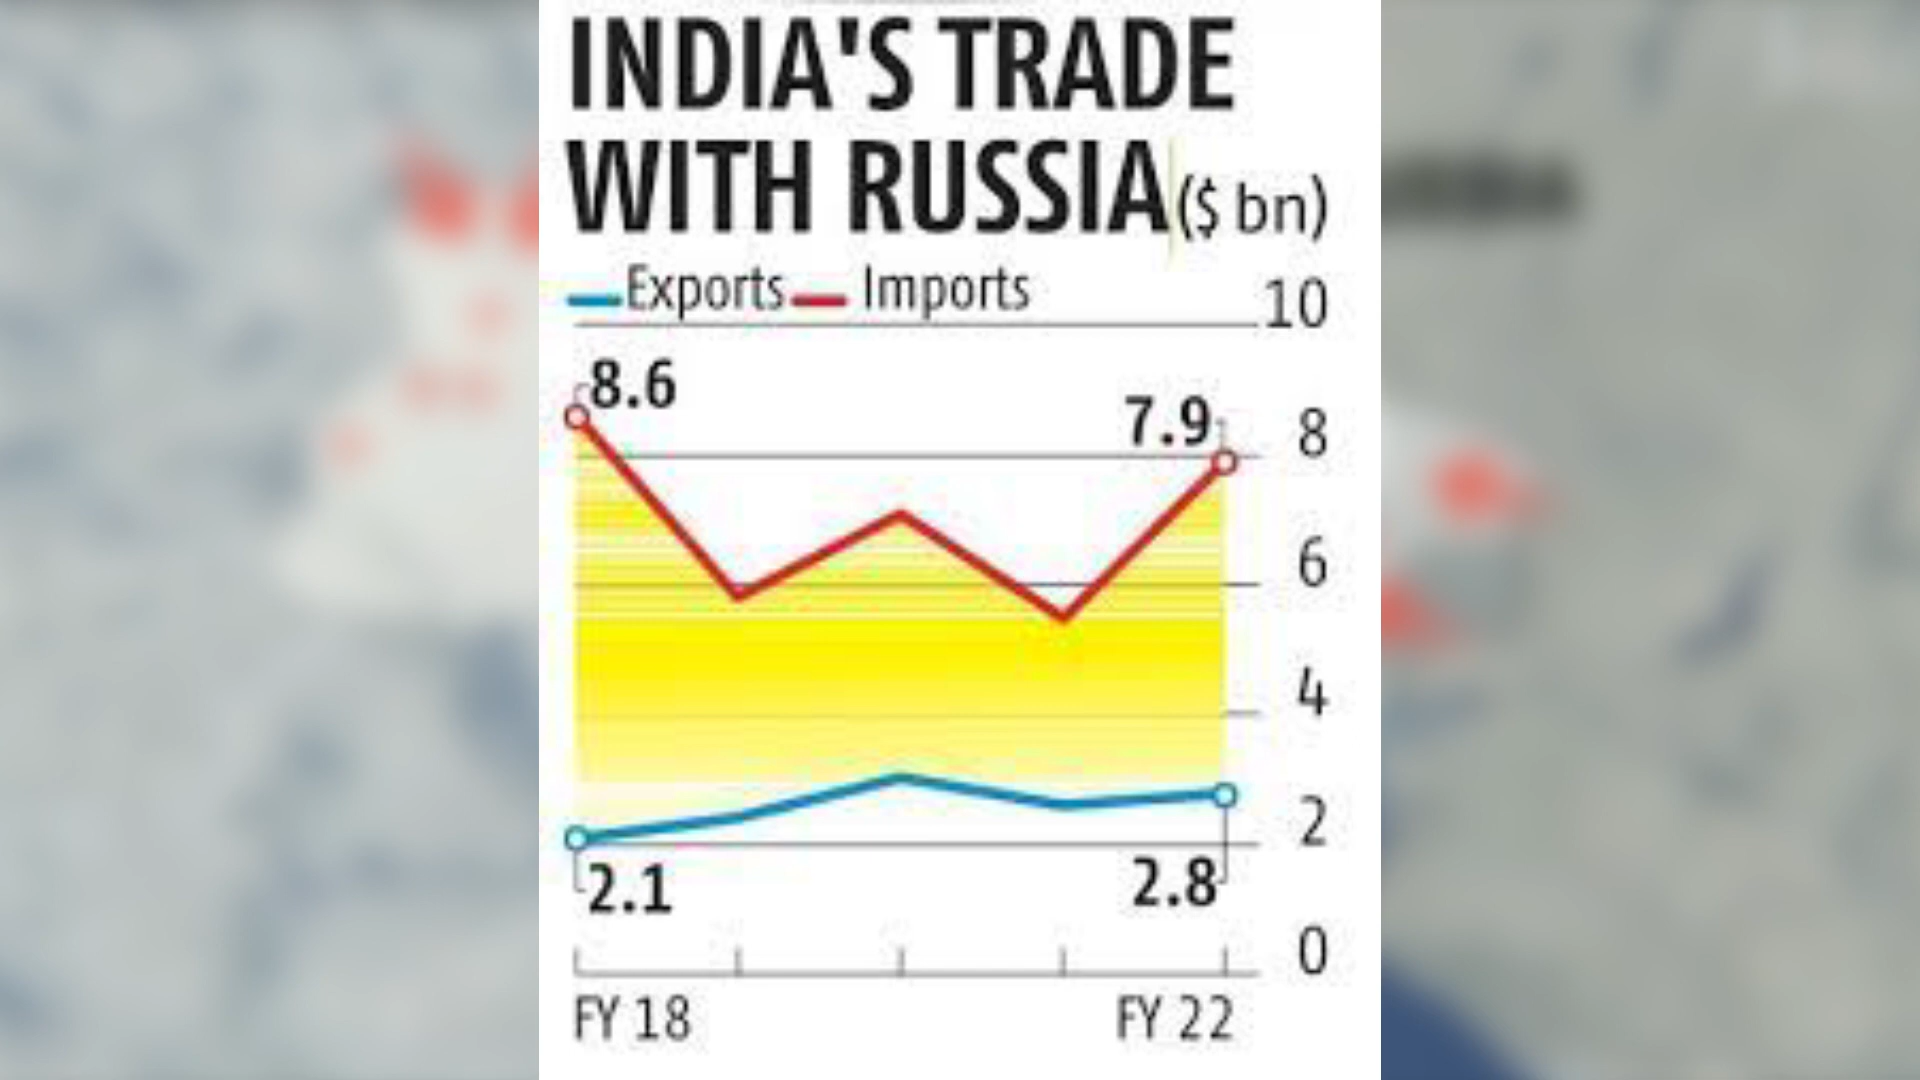 INDIA'S TRADE
WITH RUSSIA ($ bn)
Exports Imports
10
8.6
7.9
8
6
4
2
2.1
2.8
0
FY 18
FY 22